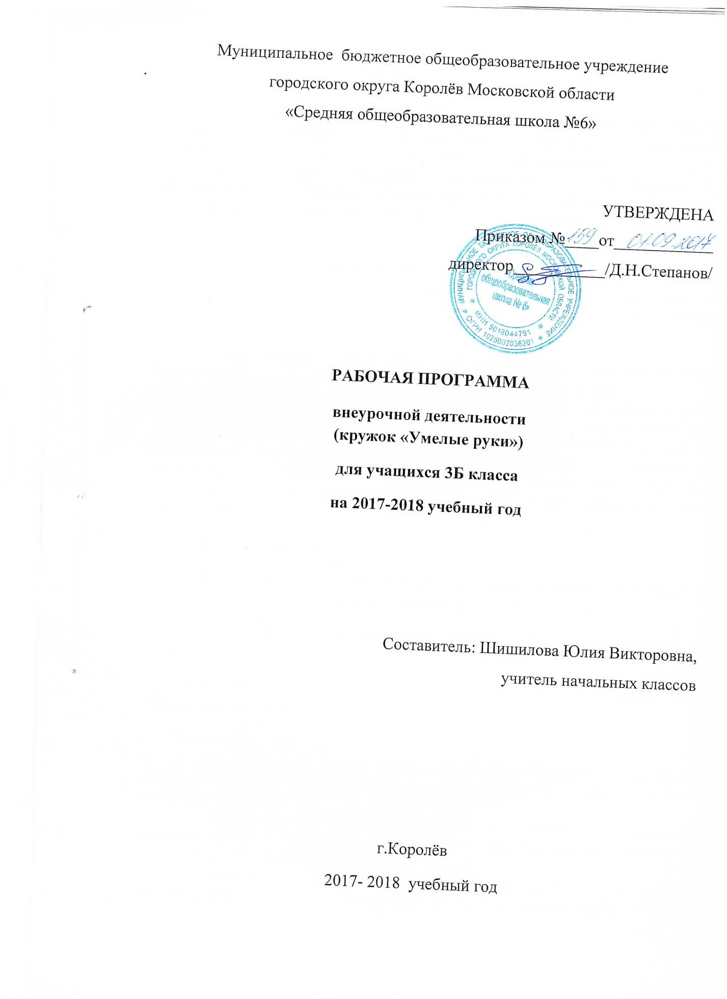 Муниципальное бюджетное общеобразовательное учреждение
городского округа Королёв Московской области
«Средняя общеобразовательная школа №6»
УТВЕРЖДЕНА
Приказом № 159 от 01.09.2017
директор____________/Д.Н.Степанов/
МУНИЦИПАЛЬНОЕ БЮДЖЕТНОЕ ОБЩЕОБРАЗОВАТЕЛЬНОЕ УЧРЕЖДЕНИЕ
ГОРОДСКОГО ОКРУГА КОРОЛЁВ МОСКОВСКОЙ ОБЛАСТИ
«Средняя
общеобразовательная
школа № 6»
* ИНН 5018044791 *
* ОГРН 1025002036201 *
РАБОЧАЯ ПРОГРАММА
внеурочной деятельности
(кружок «Умелые руки»)
для учащихся 3Б класса
на 2017-2018 учебный год
Составитель: Шишилова Юлия Викторовна,
учитель начальных классов
г.Королёв
2017- 2018 учебный год